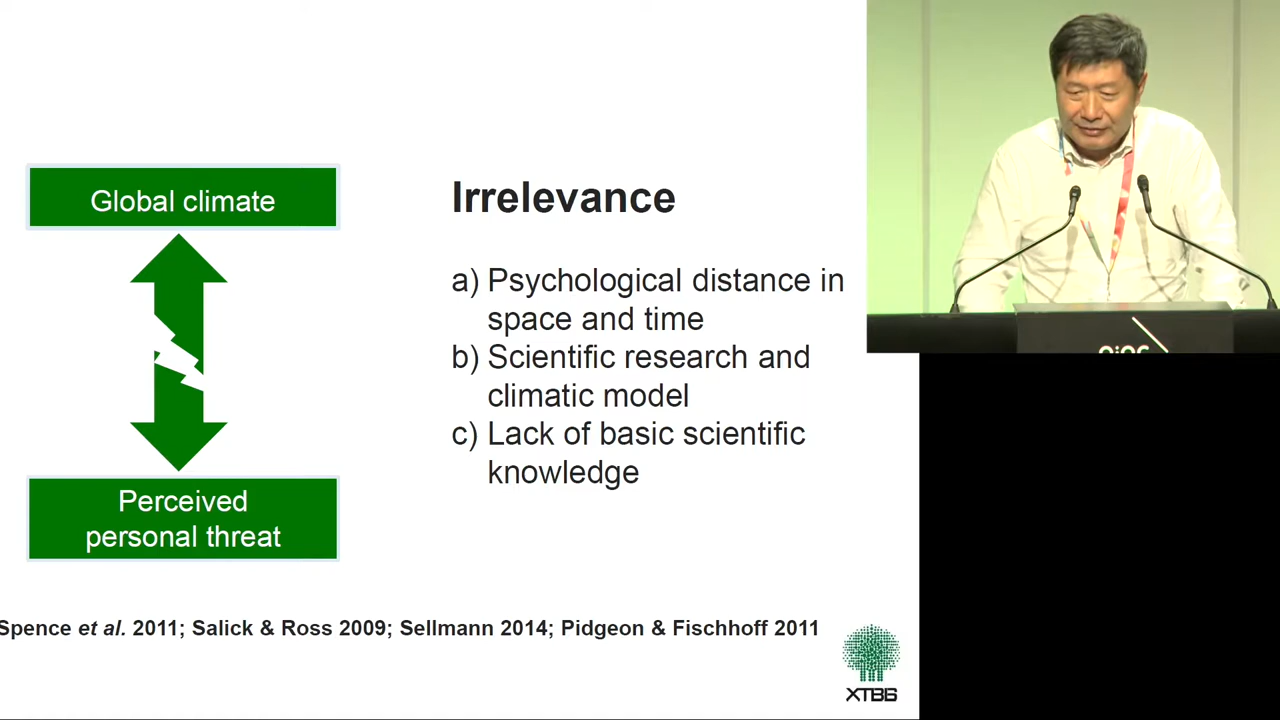 Global climate
Perceived
personal threat
Irrelevance
a) Psychological distance in
space and time
b) Scientific research and
climatic model
c) Lack of basic scientific
knowledge
Spence et al. 2011; Salick & Ross 2009; Sellmann 2014; Pidgeon & Fischhoff 2011
XTBG